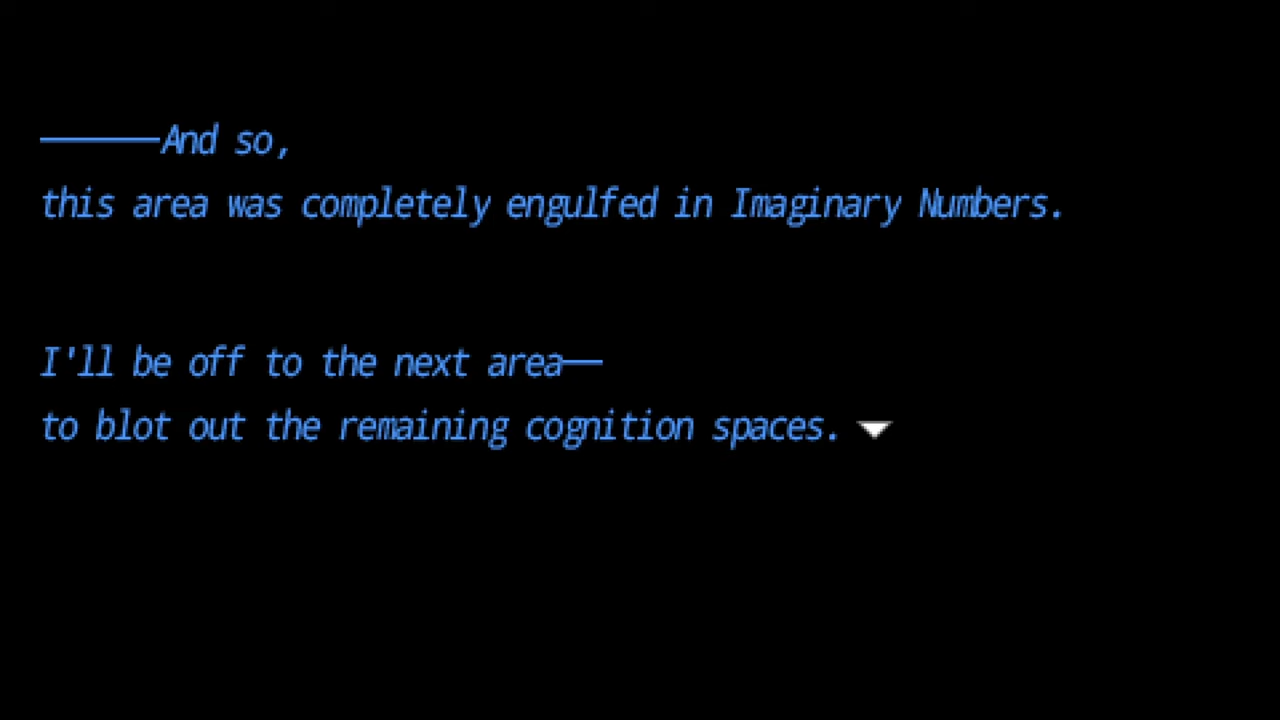 ———And so,
this area was completely engulfed in Imaginary Numbers.
I'll be off to the next area—
to blot out the remaining cognition spaces.